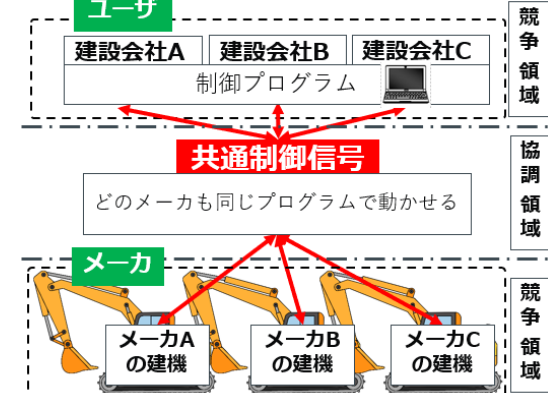 ユーザ
建設会社A
建設会社B
建設会社C
制御プログラム
競争領域
共通制御信号
どのメーカも同じプログラムで動かせる
協調領域
メーカ
メーカA
の建機
メーカB
の建機
メーカC
の建機
競争領域